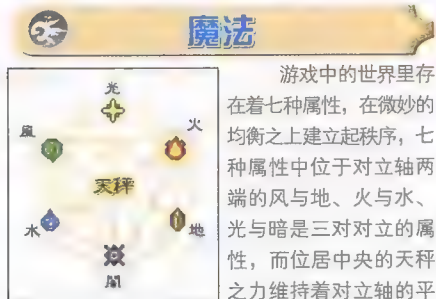 魔法
光
風
火
天秤
水
地
闇
游戏中的世界里存
在着七种属性，在微妙的
均衡之上建立起秩序，七
种属性中位于对立轴两
端的风与地、火与水、
光与暗是三对对立的属
性，而位居中央的天秤
之力维持着对立轴的平